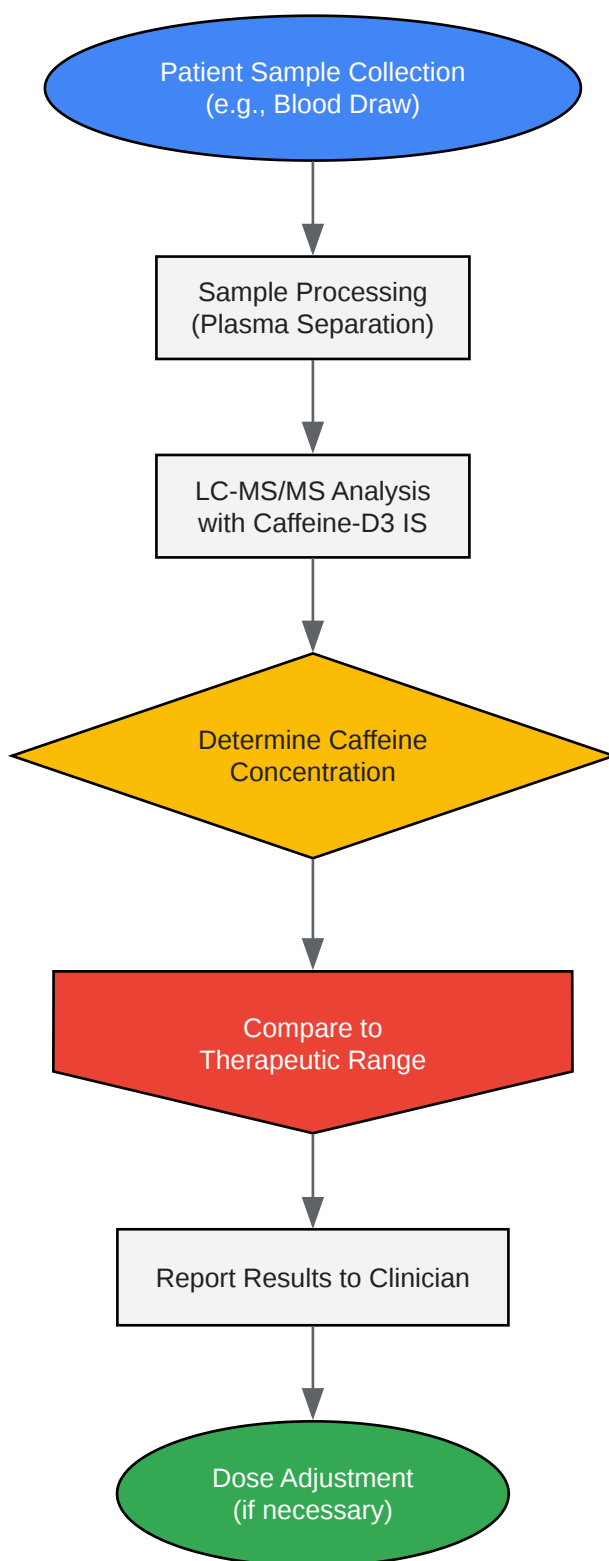 Patient Sample Collection
(e.g., Blood Draw)
Sample Processing
(Plasma Separation)
LC-MS/MS Analysis
with Caffeine-D3 IS
Determine Caffeine
Concentration
Compare to
Therapeutic Range
Report Results to Clinician
Dose Adjustment
(if necessary)